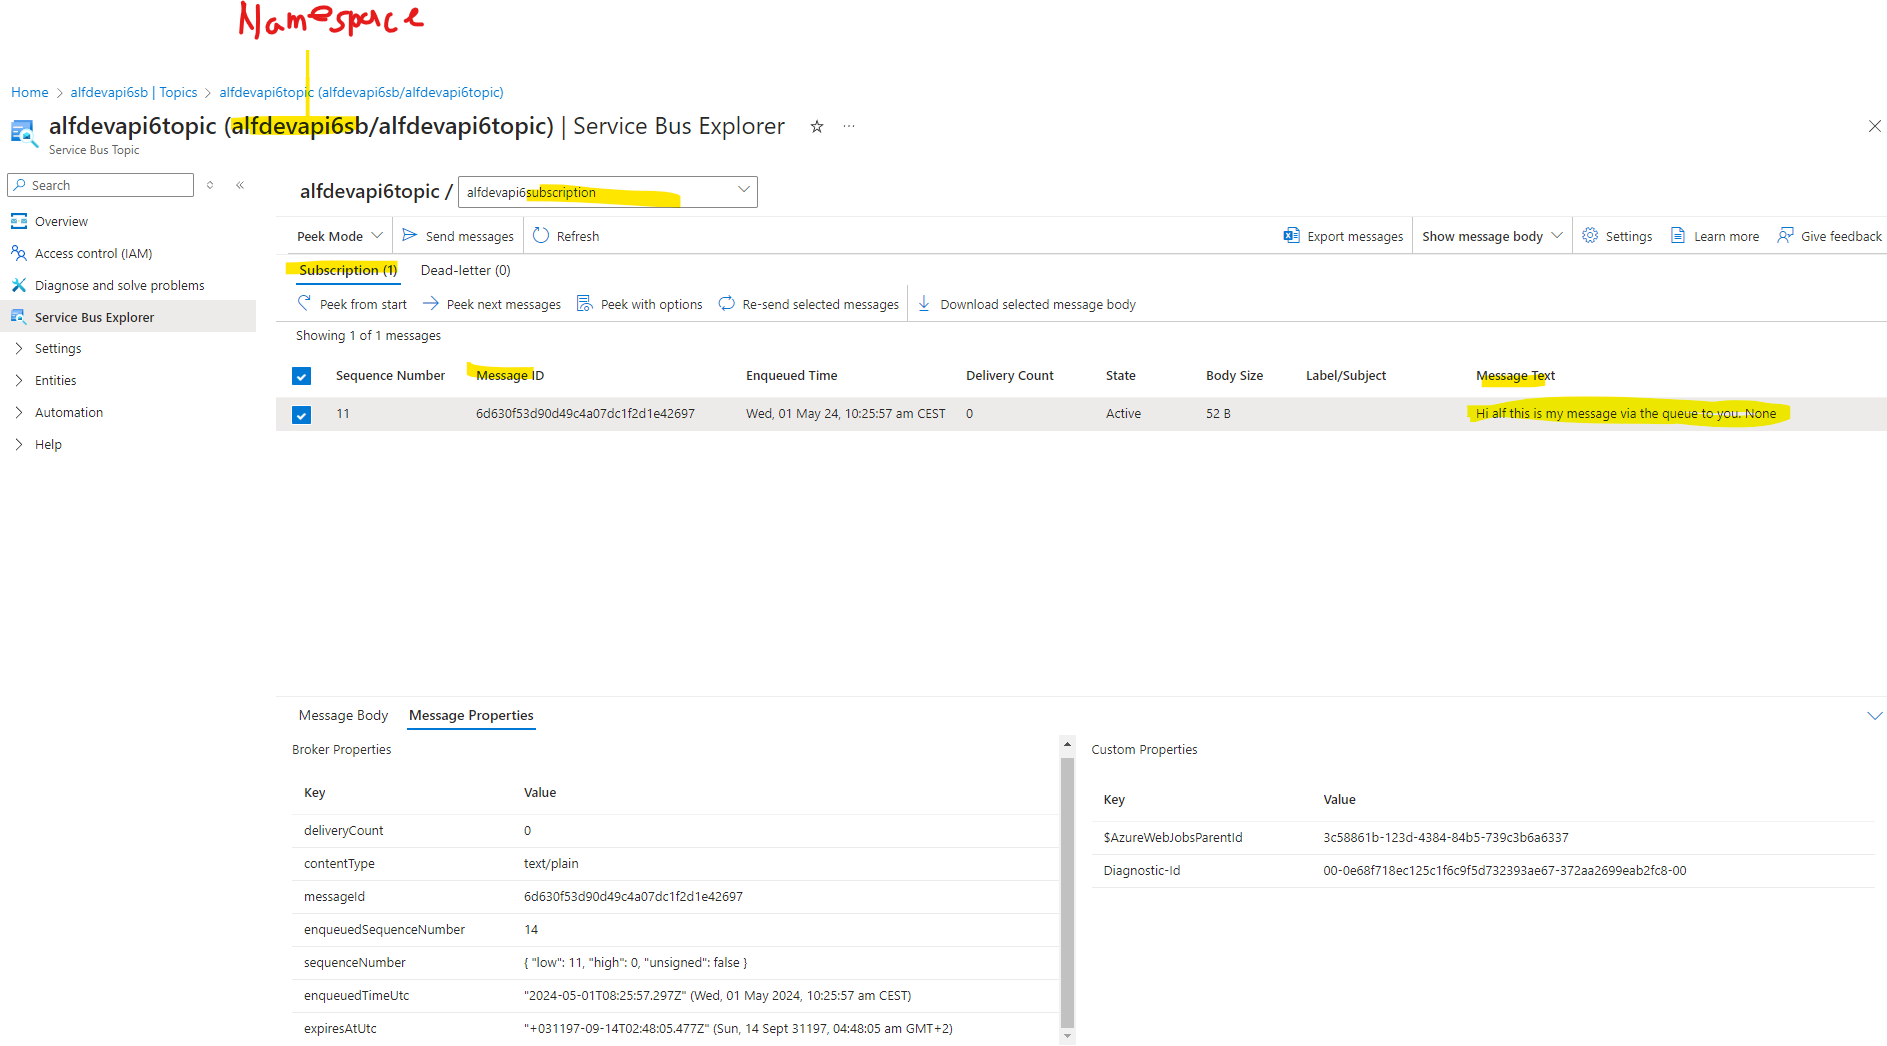 Namespace
Home > alfdevapi6sb | Topics > alfdevapi6topic (alfdevapi6sb/alfdevapi6topic)
alfdevapi6topic (alfdevapi6sb/alfdevapi6topic) | Service Bus Explorer
Service Bus Topic
Search
Overview
Access control (IAM)
Diagnose and solve problems
Service Bus Explorer
Settings
Entities
Automation
Help
alfdevapi6topic / alfdevapi6subscription
Peek Mode Send messages Refresh Export messages Show message body Settings Learn more Give feedback
Subscription (1) Dead-letter (0)
Peek from start Peek next messages Peek with options Re-send selected messages Download selected message body
Showing 1 of 1 messages
Sequence Number Message ID Enqueued Time Delivery Count State Body Size Label/Subject Message Text
11 6d630f53d90d49c4a07dc1f2d1e42697 Wed, 01 May 24, 10:25:57 am CEST 0 Active 52 B Hi alf this is my message via the queue to you. None
Message Body Message Properties
Broker Properties
Key Value
deliveryCount 0
contentType text/plain
messageId 6d630f53d90d49c4a07dc1f2d1e42697
enqueuedSequenceNumber 14
sequenceNumber { "low": 11, "high": 0, "unsigned": false }
enqueuedTimeUtc "2024-05-01T08:25:57.297Z" (Wed, 01 May 2024, 10:25:57 am CEST)
expiresAtUtc "+031197-09-14T02:48:05.477Z" (Sun, 14 Sept 31197, 04:48:05 am GMT+2)
Custom Properties
Key Value
$AzureWebJobsParentId 3c58861b-123d-4384-84b5-739c3b6a6337
Diagnostic-Id 00-0e68f718ec125c1f6c9f5d732393ae67-372aa2699eab2fc8-00